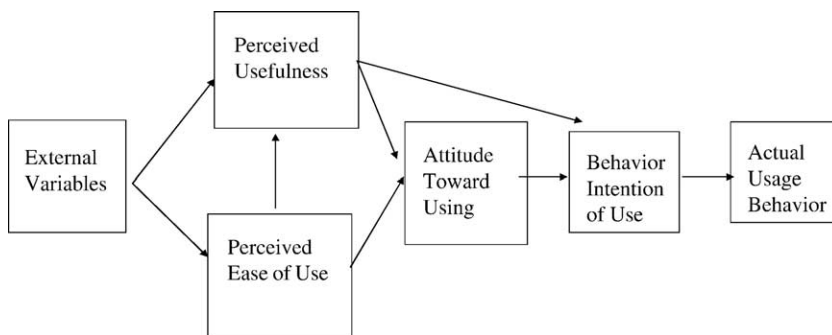 Perceived
Usefulness
External
Variables
Attitude
Toward
Using
Behavior
Intention
of Use
Actual
Usage
Behavior
Perceived
Ease of Use